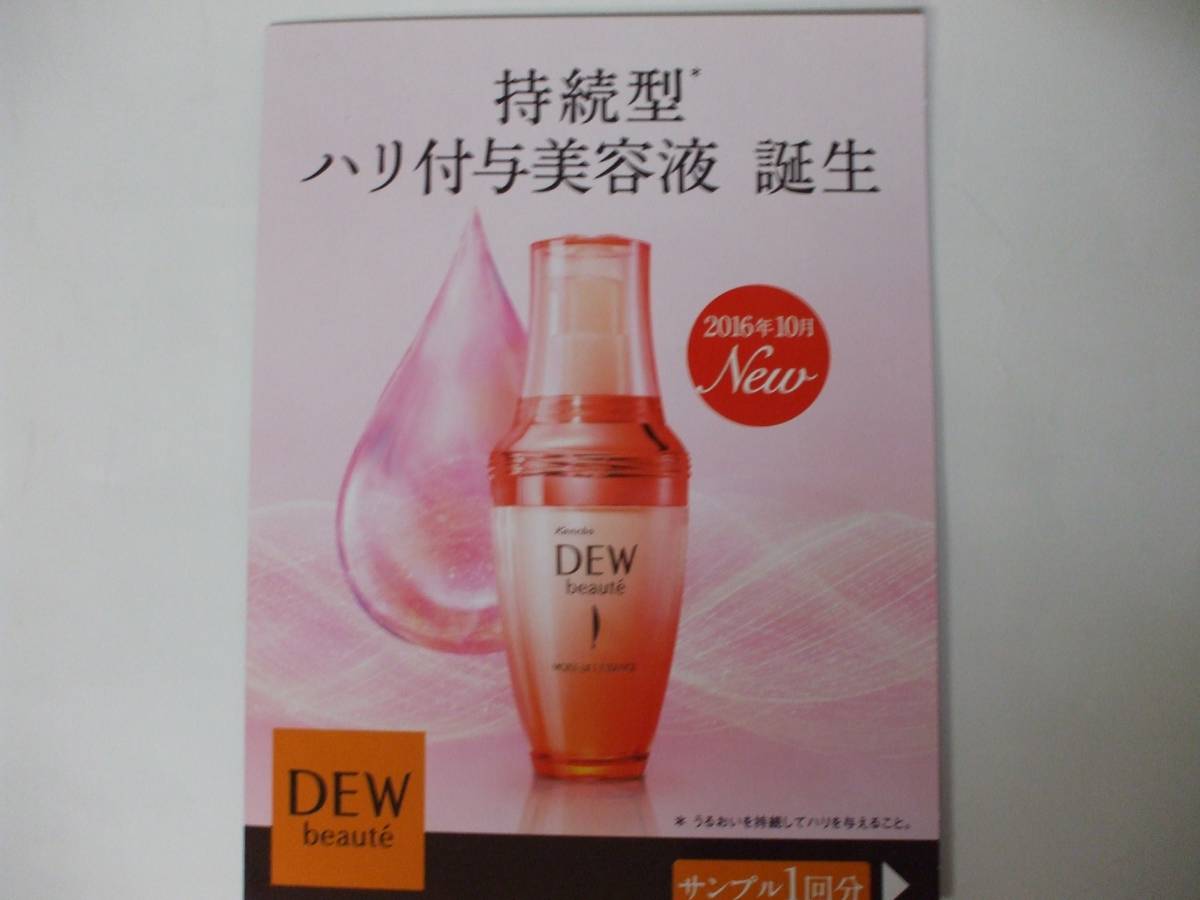 持続型*
ハリ付与美容液 誕生
2016年10月
New
Kanebo
DEW
beauté
DEW
beauté
* うるおいを持続してハリを与えること。
サンプル1回分